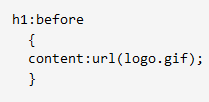 h1:before
{
content:url(logo.gif);
}